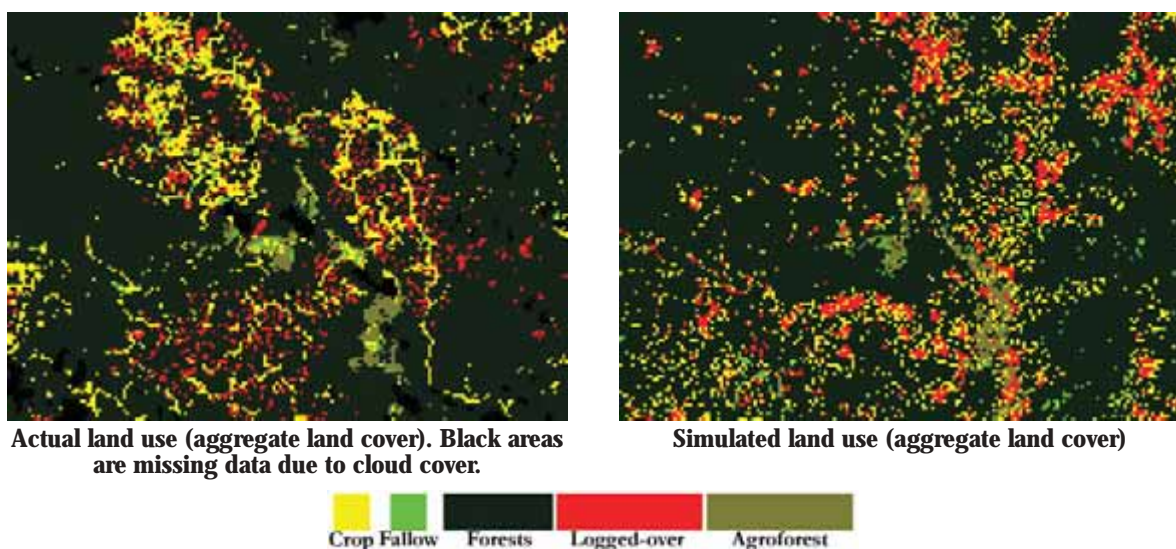 Actual land use (aggregate land cover). Black areas
are missing data due to cloud cover.
Simulated land use (aggregate land cover)
Crop Fallow Forests Logged-over Agroforest